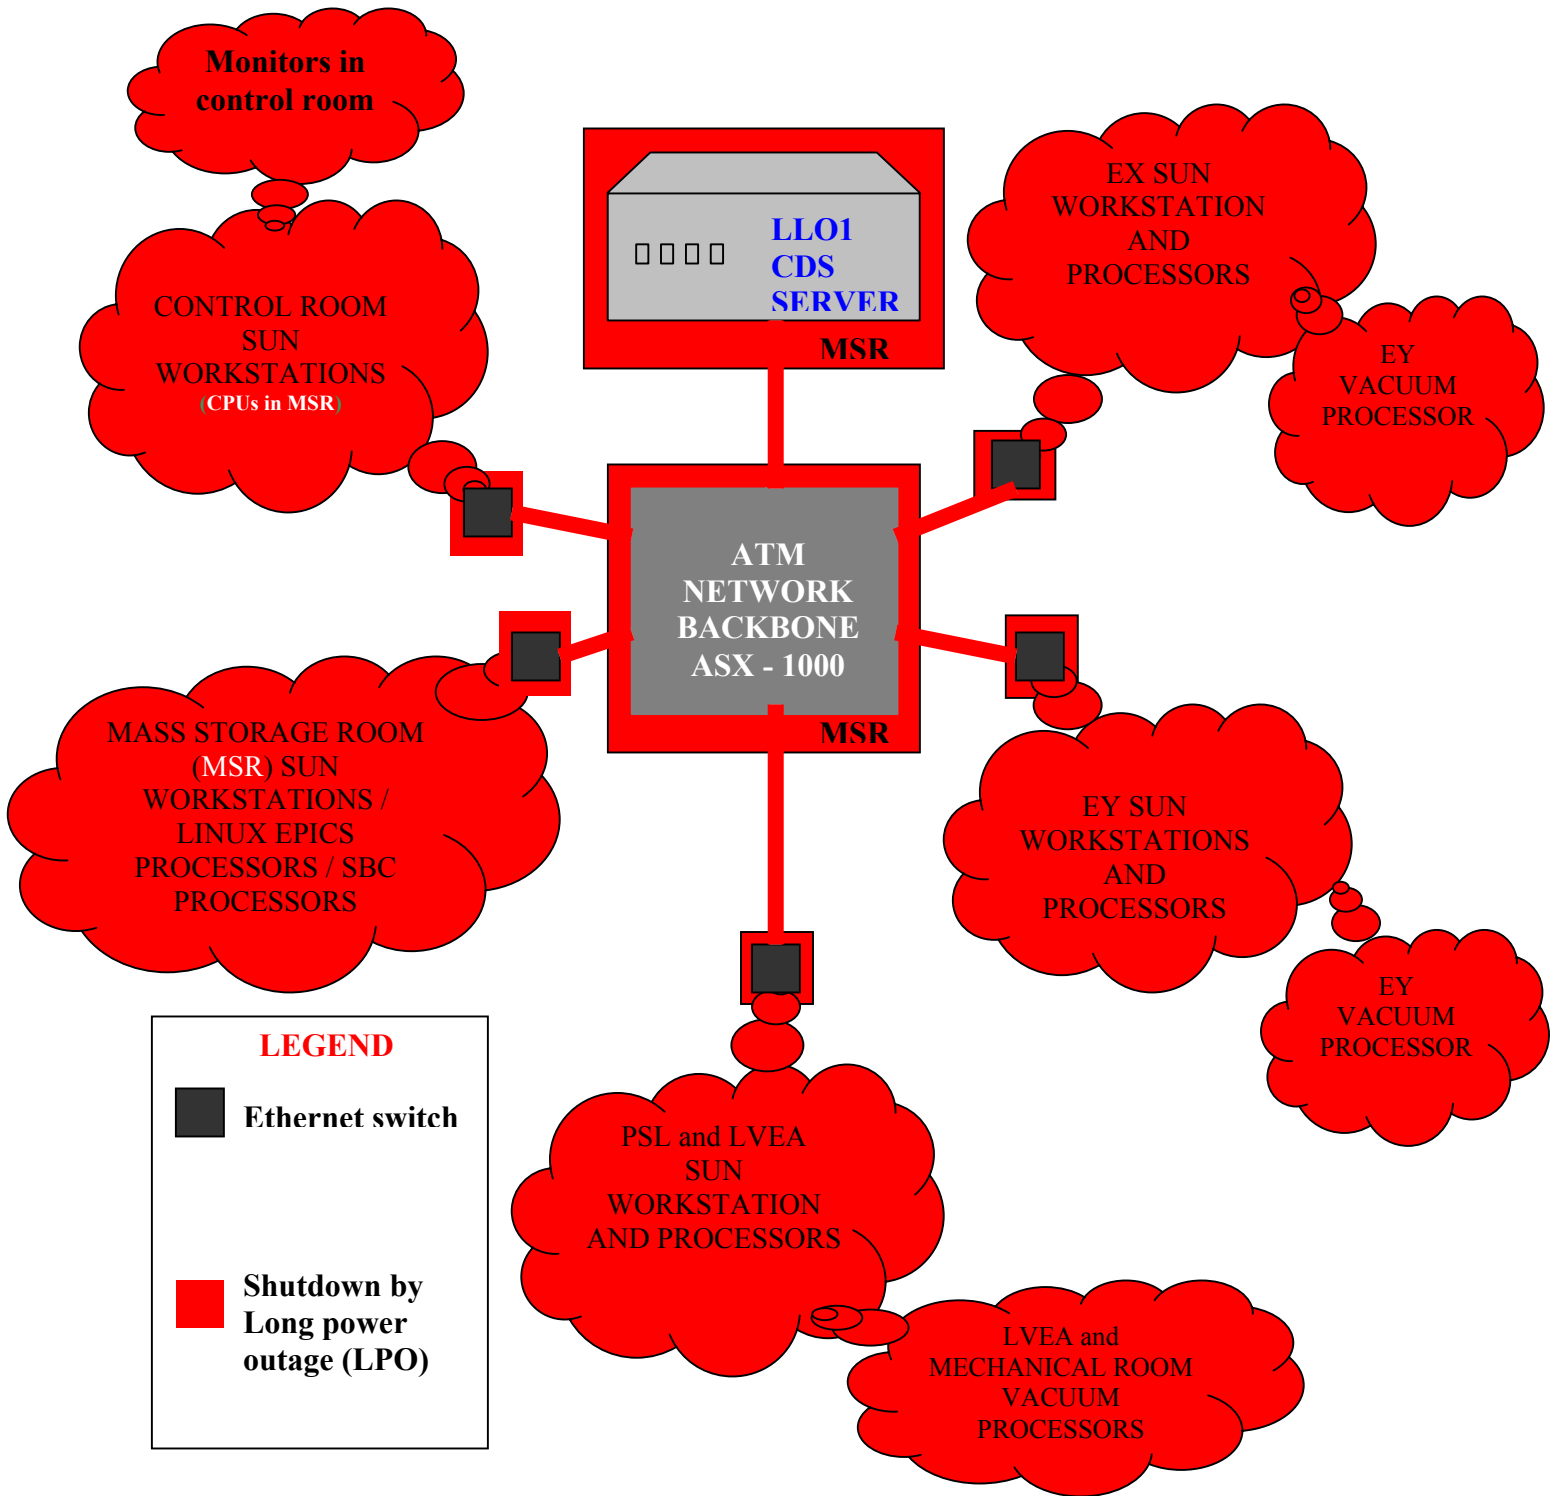 Monitors in
control room
LLO1
CDS
SERVER
MSR
EX SUN
WORKSTATION
AND
PROCESSORS
EY
VACUUM
PROCESSOR
CONTROL ROOM
SUN
WORKSTATIONS
(CPUs in MSR)
ATM
NETWORK
BACKBONE
ASX - 1000
MSR
MASS STORAGE ROOM
(MSR) SUN
WORKSTATIONS /
LINUX EPICS
PROCESSORS / SBC
PROCESSORS
EY SUN
WORKSTATIONS
AND
PROCESSORS
EY
VACUUM
PROCESSOR
LEGEND
Ethernet switch
Shutdown by
Long power
outage (LPO)
PSL and LVEA
SUN
WORKSTATION
AND PROCESSORS
LVEA and
MECHANICAL ROOM
VACUUM
PROCESSORS